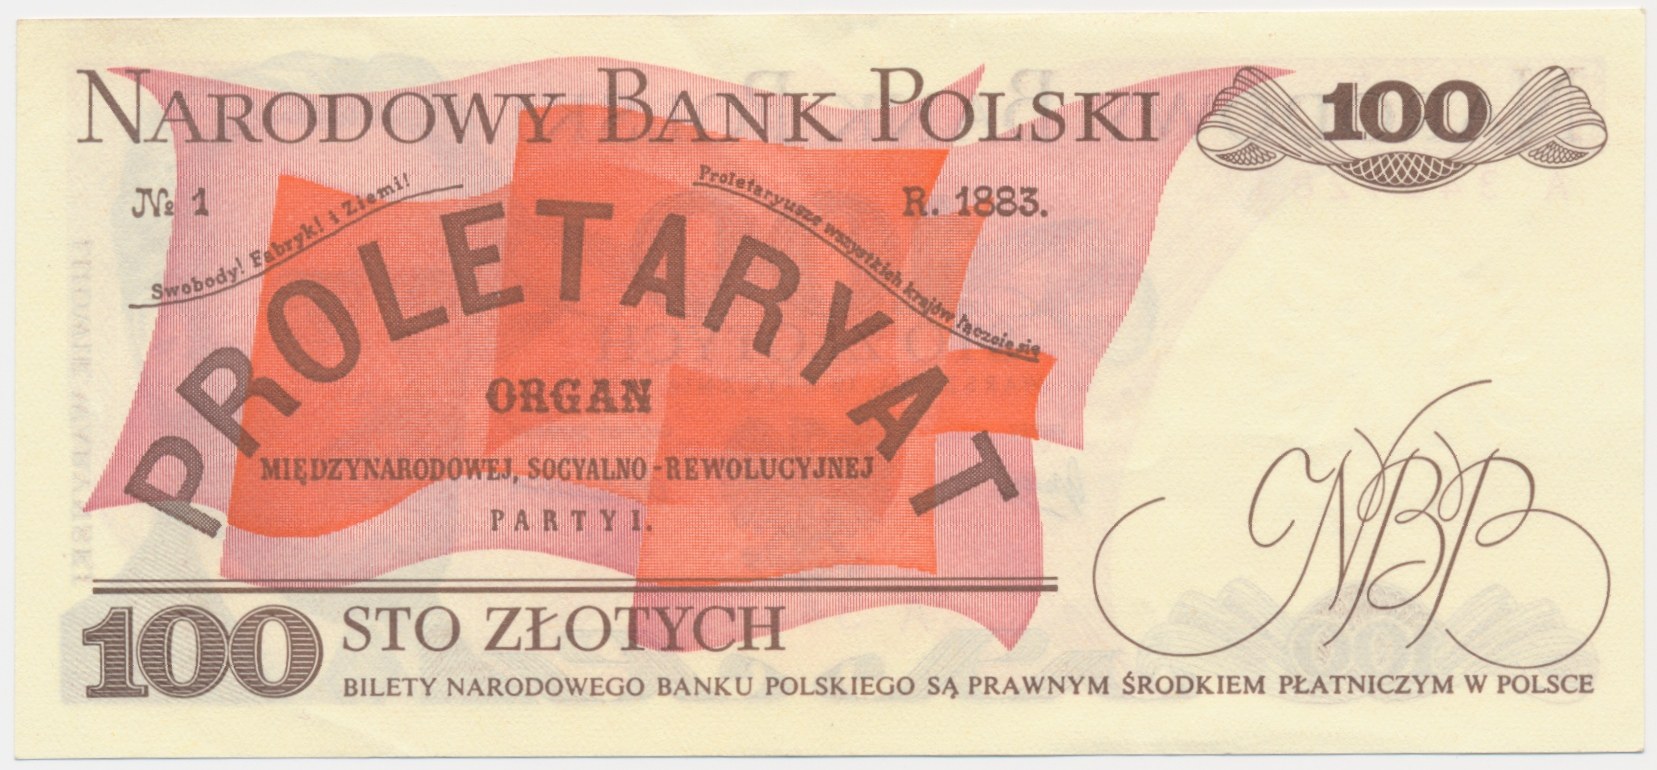 NARODOWY BANK POLSKI
100
№ 1
R. 1883.
Swobody! Fabryk! i Ziemi!
Proletaryusze wszystkich krajów łączcie się
PROLETARYAT
ORGAN
MIĘDZYNARODOWEJ, SOCYALNO-REWOLUCYJNEJ
PARTYI.
NBP
100 STO ZŁOTYCH
BILETY NARODOWEGO BANKU POLSKIEGO SĄ PRAWNYM ŚRODKIEM PŁATNICZYM W POLSCE